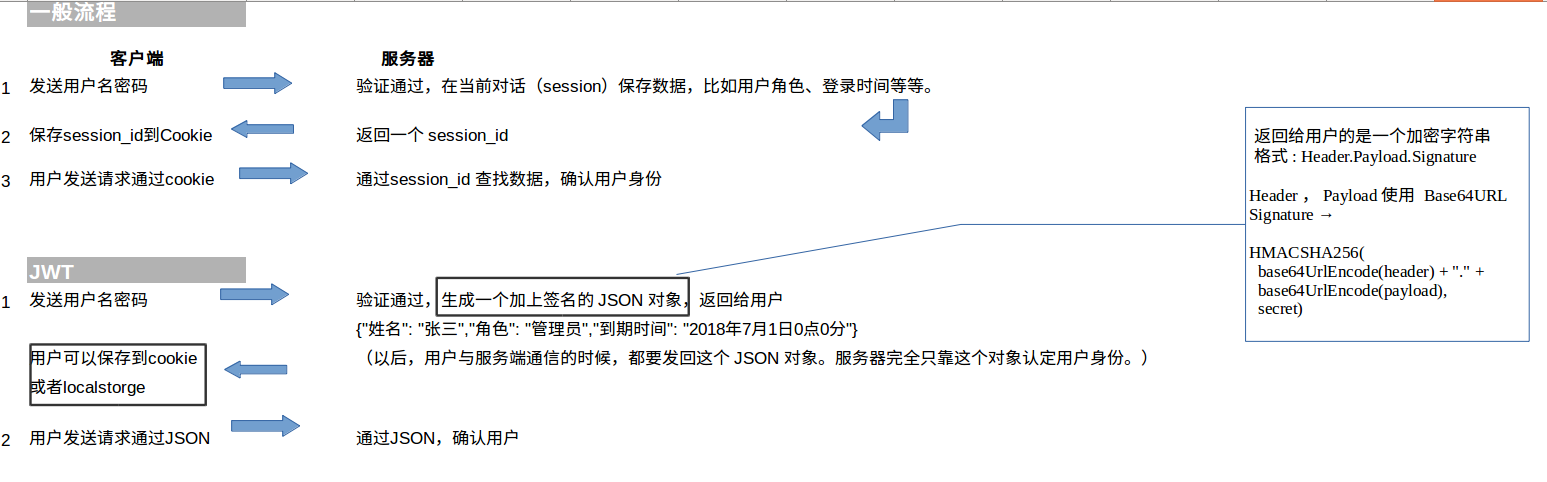 一般流程
客户端 服务器
1 发送用户名密码 验证通过，在当前对话（session）保存数据，比如用户角色、登录时间等等。
2 保存session_id到Cookie 返回一个 session_id
3 用户发送请求通过cookie 通过session_id 查找数据，确认用户身份
返回给用户的是一个加密字符串
格式 : Header.Payload.Signature
Header ， Payload 使用 Base64URL
Signature →
HMACSHA256(
base64UrlEncode(header) + "." +
base64UrlEncode(payload),
secret)
JWT
1 发送用户名密码 验证通过，生成一个加上签名的 JSON 对象，返回给用户
{"姓名": "张三","角色": "管理员","到期时间": "2018年7月1日0点0分"}
用户可以保存到cookie （以后，用户与服务端通信的时候，都要发回这个 JSON 对象。服务器完全只靠这个对象认定用户身份。）
或者localstorge
2 用户发送请求通过JSON 通过JSON，确认用户